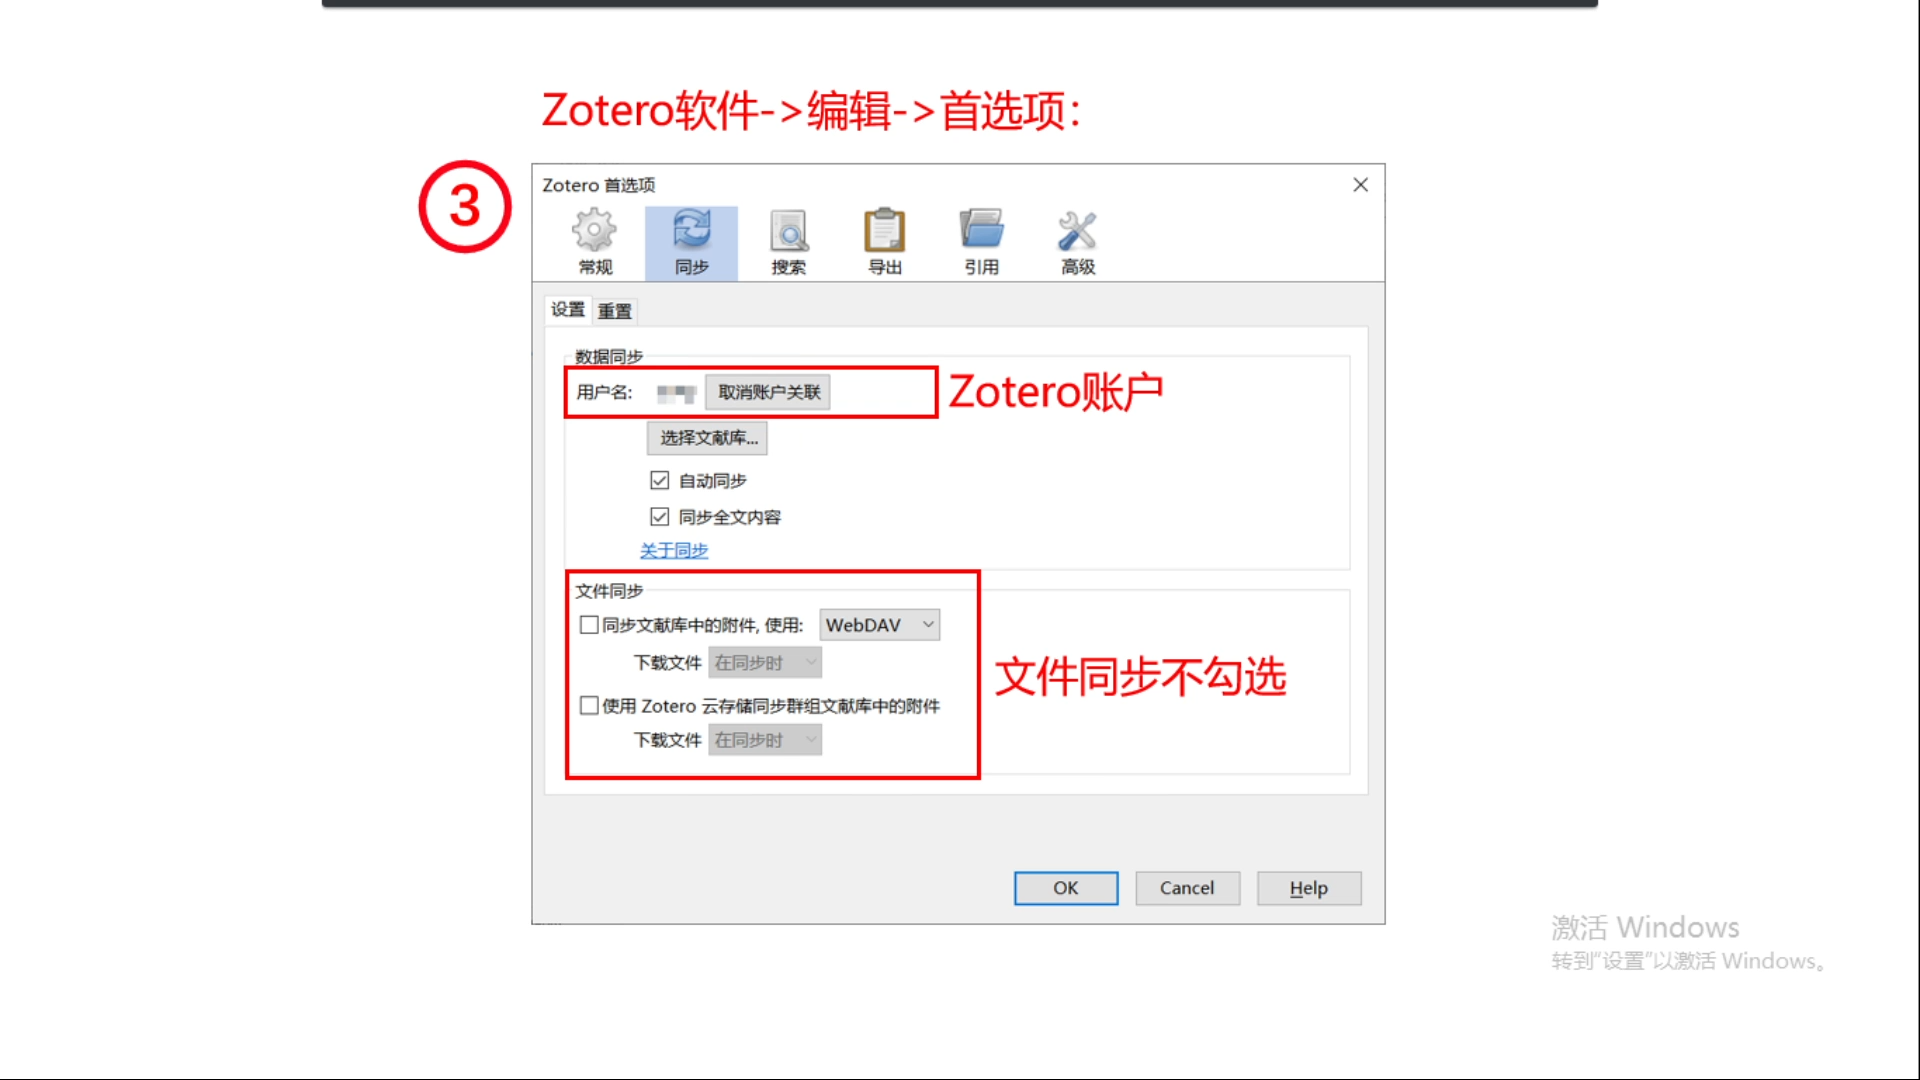 Zotero软件->编辑->首选项：
3
Zotero 首选项
常规 同步 搜索 导出 引用 高级
设置 重置
数据同步
用户名: 取消账户关联 Zotero账户
选择文献库...
自动同步
同步全文内容
关于同步
文件同步
同步文献库中的附件, 使用: WebDAV
下载文件 在同步时
文件同步不勾选
使用 Zotero 云存储同步群组文献库中的附件
下载文件 在同步时
OK Cancel Help
激活 Windows
转到“设置”以激活 Windows。